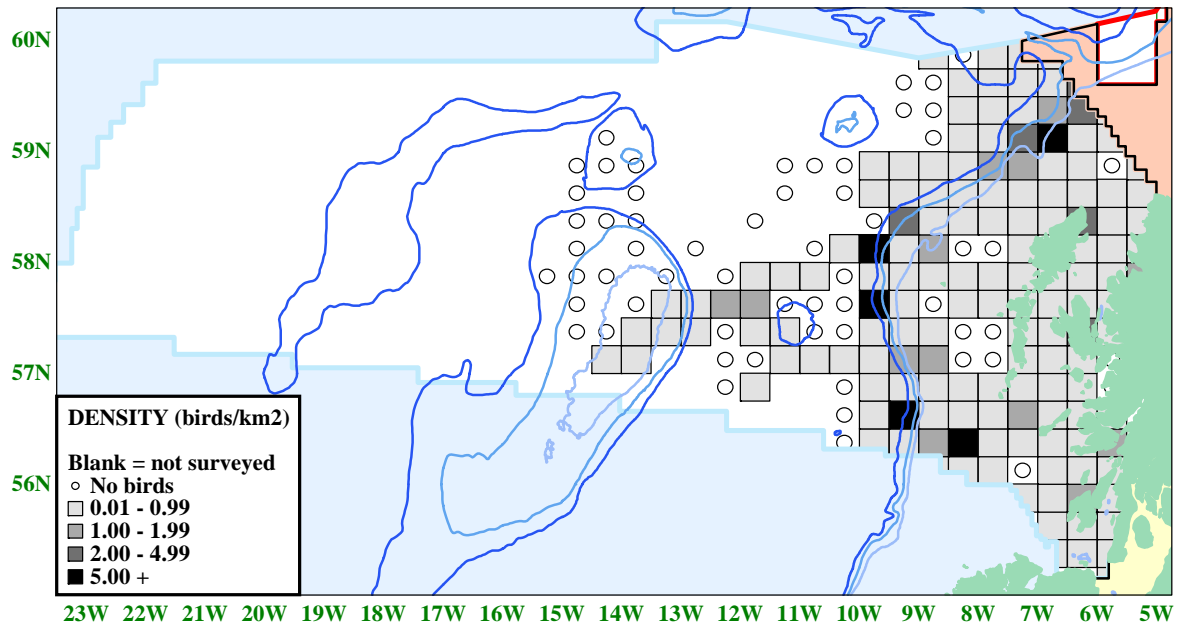 60N
59N
58N
57N
56N
DENSITY (birds/km2)
Blank = not surveyed
No birds
0.01 - 0.99
1.00 - 1.99
2.00 - 4.99
5.00 +
23W 22W 21W 20W 19W 18W 17W 16W 15W 14W 13W 12W 11W 10W 9W 8W 7W 6W 5W